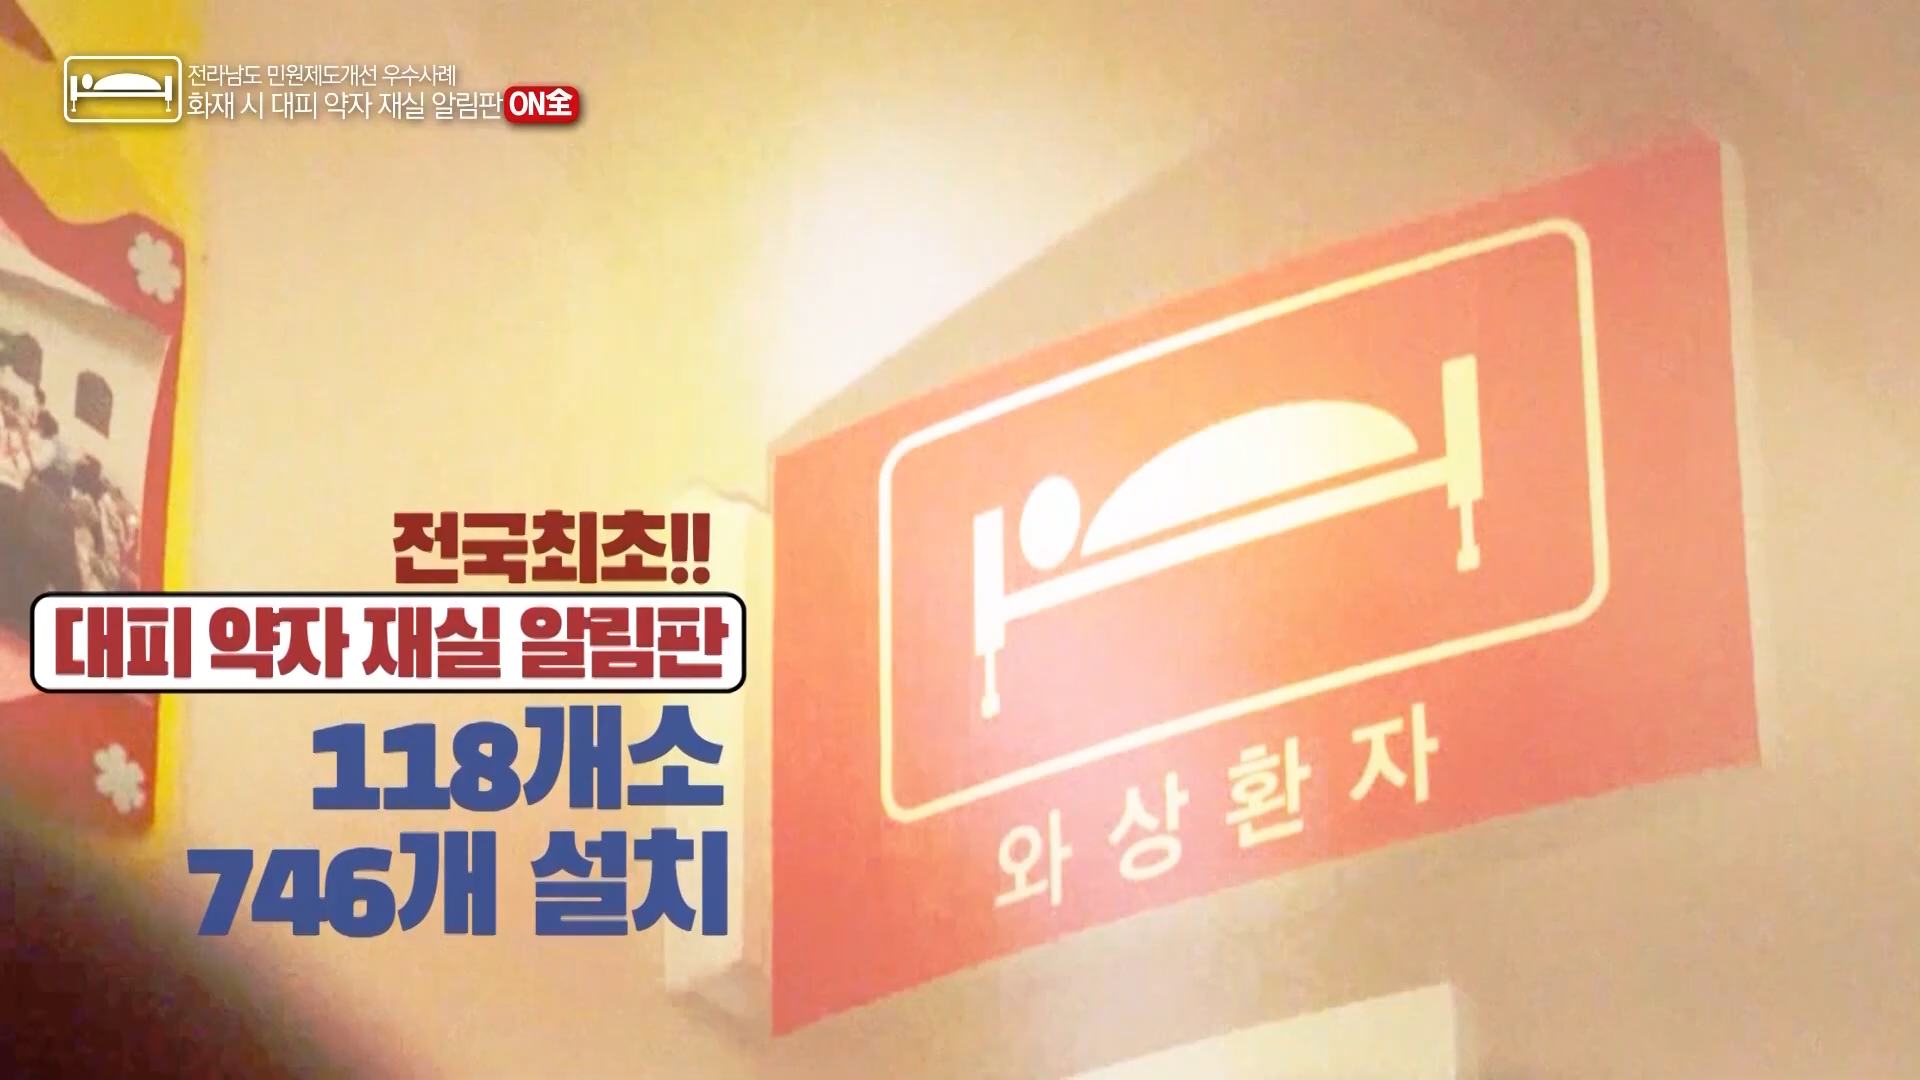 전라남도 민원제도개선 우수사례
화재 시 대피 약자 재실 알림판 ON全
전국최초!!
대피 약자 재실 알림판
118개소
746개 설치
와상환자